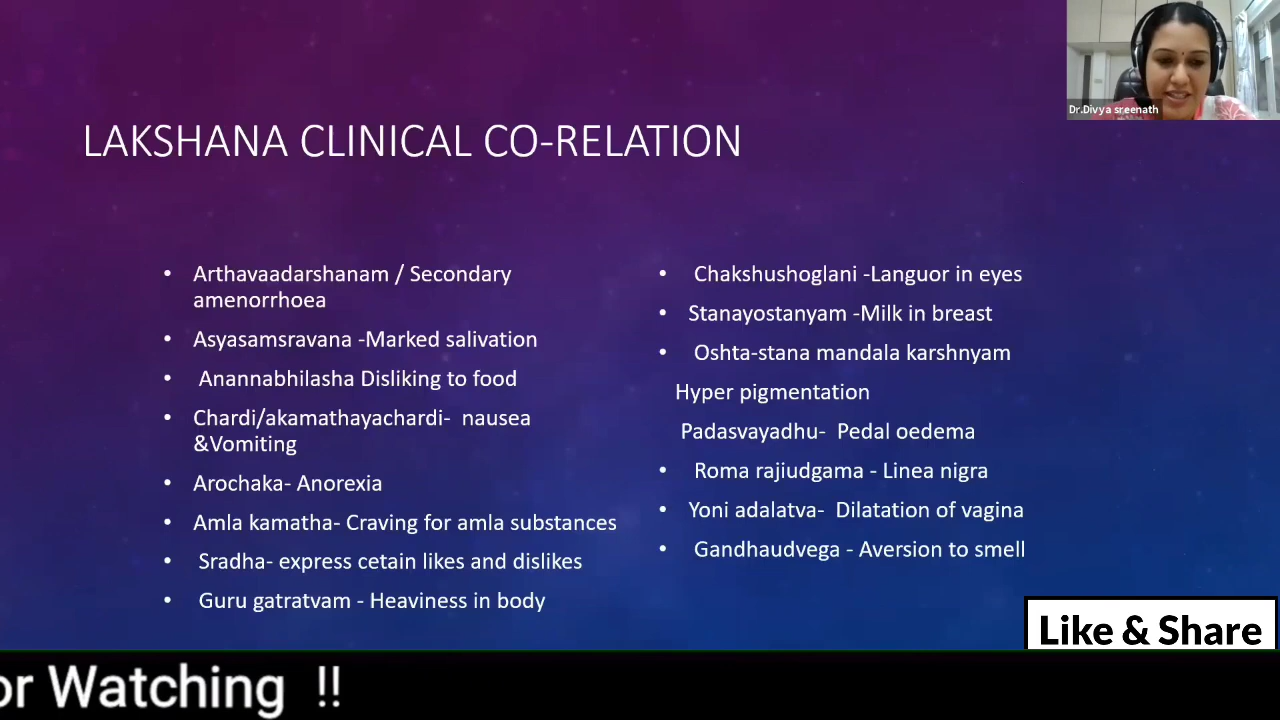 Dr.Divya sreenath
LAKSHANA CLINICAL CO-RELATION
• Arthavaadarshanam / Secondary
amenorrhoea
• Asyasamsravana -Marked salivation
• Anannabhilasha Disliking to food
• Chardi/akamathayachardi- nausea
&Vomiting
• Arochaka- Anorexia
• Amla kamatha- Craving for amla substances
• Sradha- express cetain likes and dislikes
• Guru gatratvam - Heaviness in body
• Chakshushoglani -Languor in eyes
• Stanayostanyam -Milk in breast
• Oshta-stana mandala karshnyam
Hyper pigmentation
Padasvayadhu- Pedal oedema
• Roma rajiudgama - Linea nigra
• Yoni adalatva- Dilatation of vagina
• Gandhaudvega - Aversion to smell
Like & Share
or Watching !!